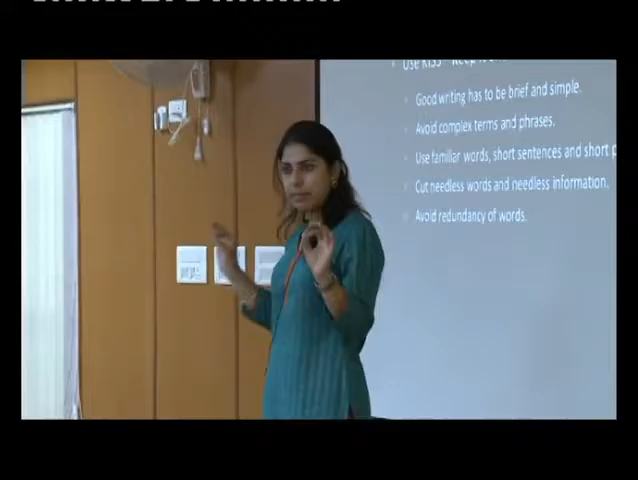 Use KISS
Good writing has to be brief and simple.
Avoid complex terms and phrases.
Use familiar words, short sentences and short
Cut needless words and needless information.
Avoid redundancy of words.